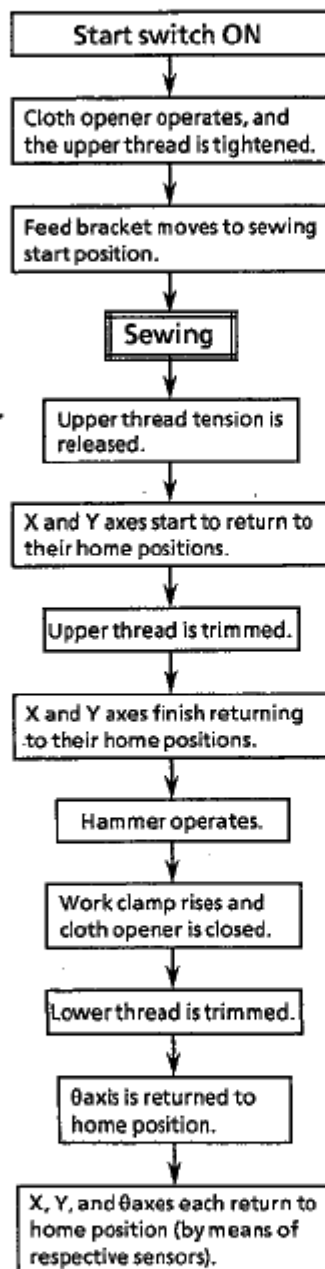 Start switch ON
Cloth opener operates, and
the upper thread is tightened.
Feed bracket moves to sewing
start position.
Sewing
Upper thread tension is
released.
X and Y axes start to return to
their home positions.
Upper thread is trimmed.
X and Y axes finish returning
to their home positions.
Hammer operates.
Work clamp rises and
cloth opener is closed.
Lower thread is trimmed.
θaxis is returned to
home position.
X, Y, and θaxes each return to
home position (by means of
respective sensors).